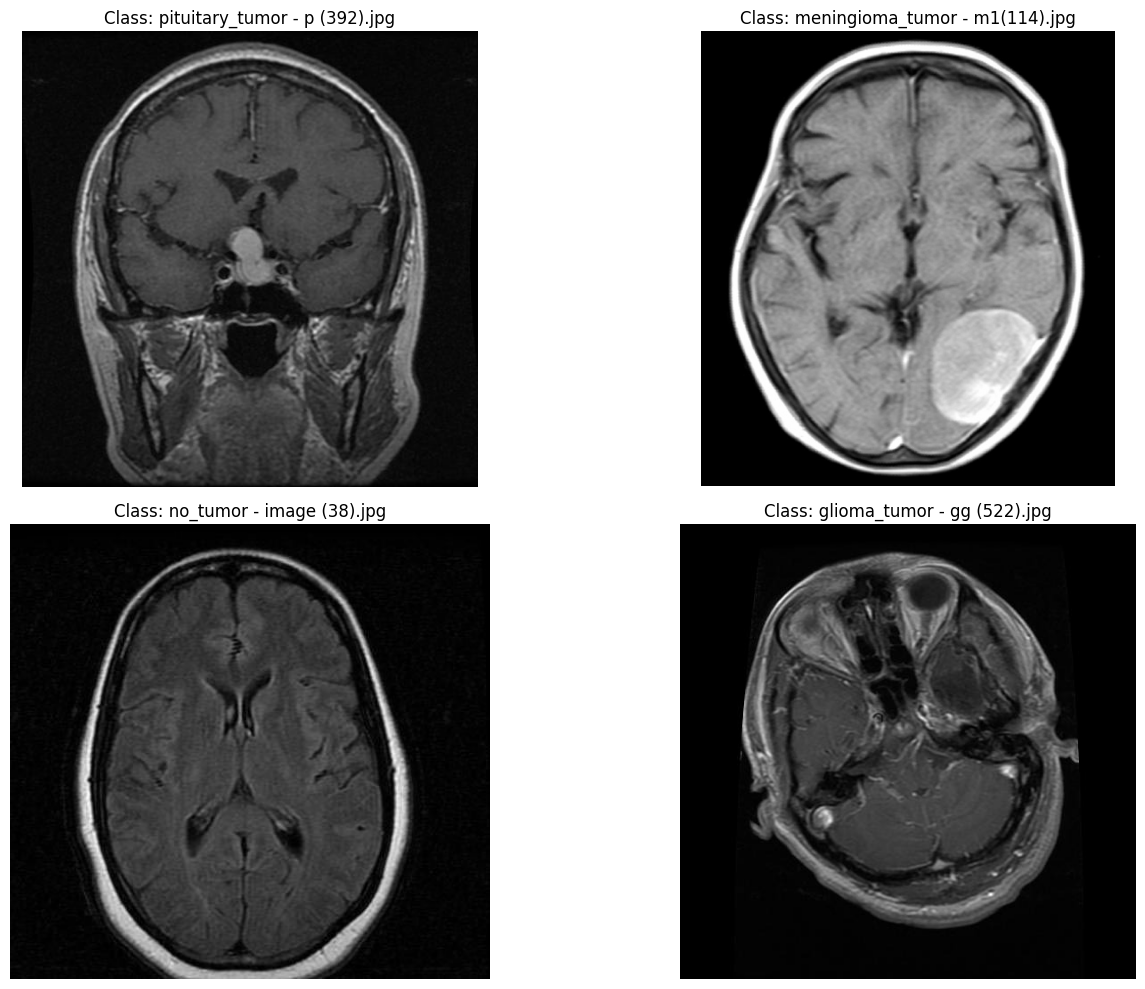 Class: pituitary_tumor - p (392).jpg
Class: meningioma_tumor - m1(114).jpg
Class: no_tumor - image (38).jpg
Class: glioma_tumor - gg (522).jpg